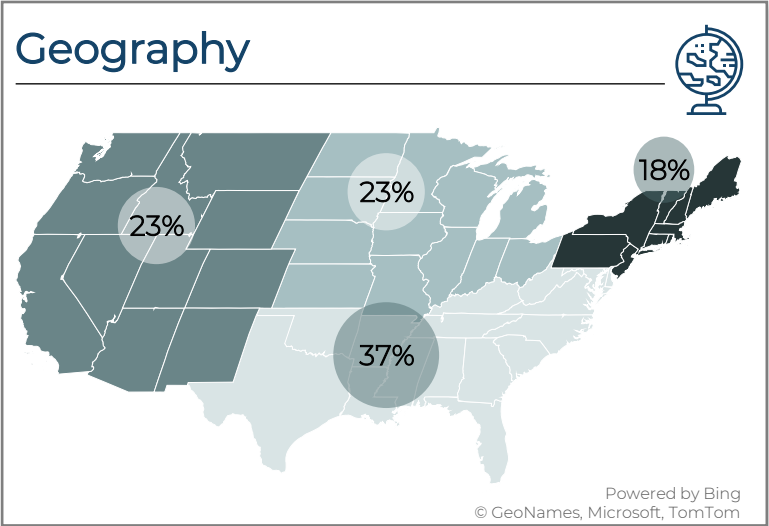 Geography
18%
23%
23%
37%
Powered by Bing
© GeoNames, Microsoft, TomTom